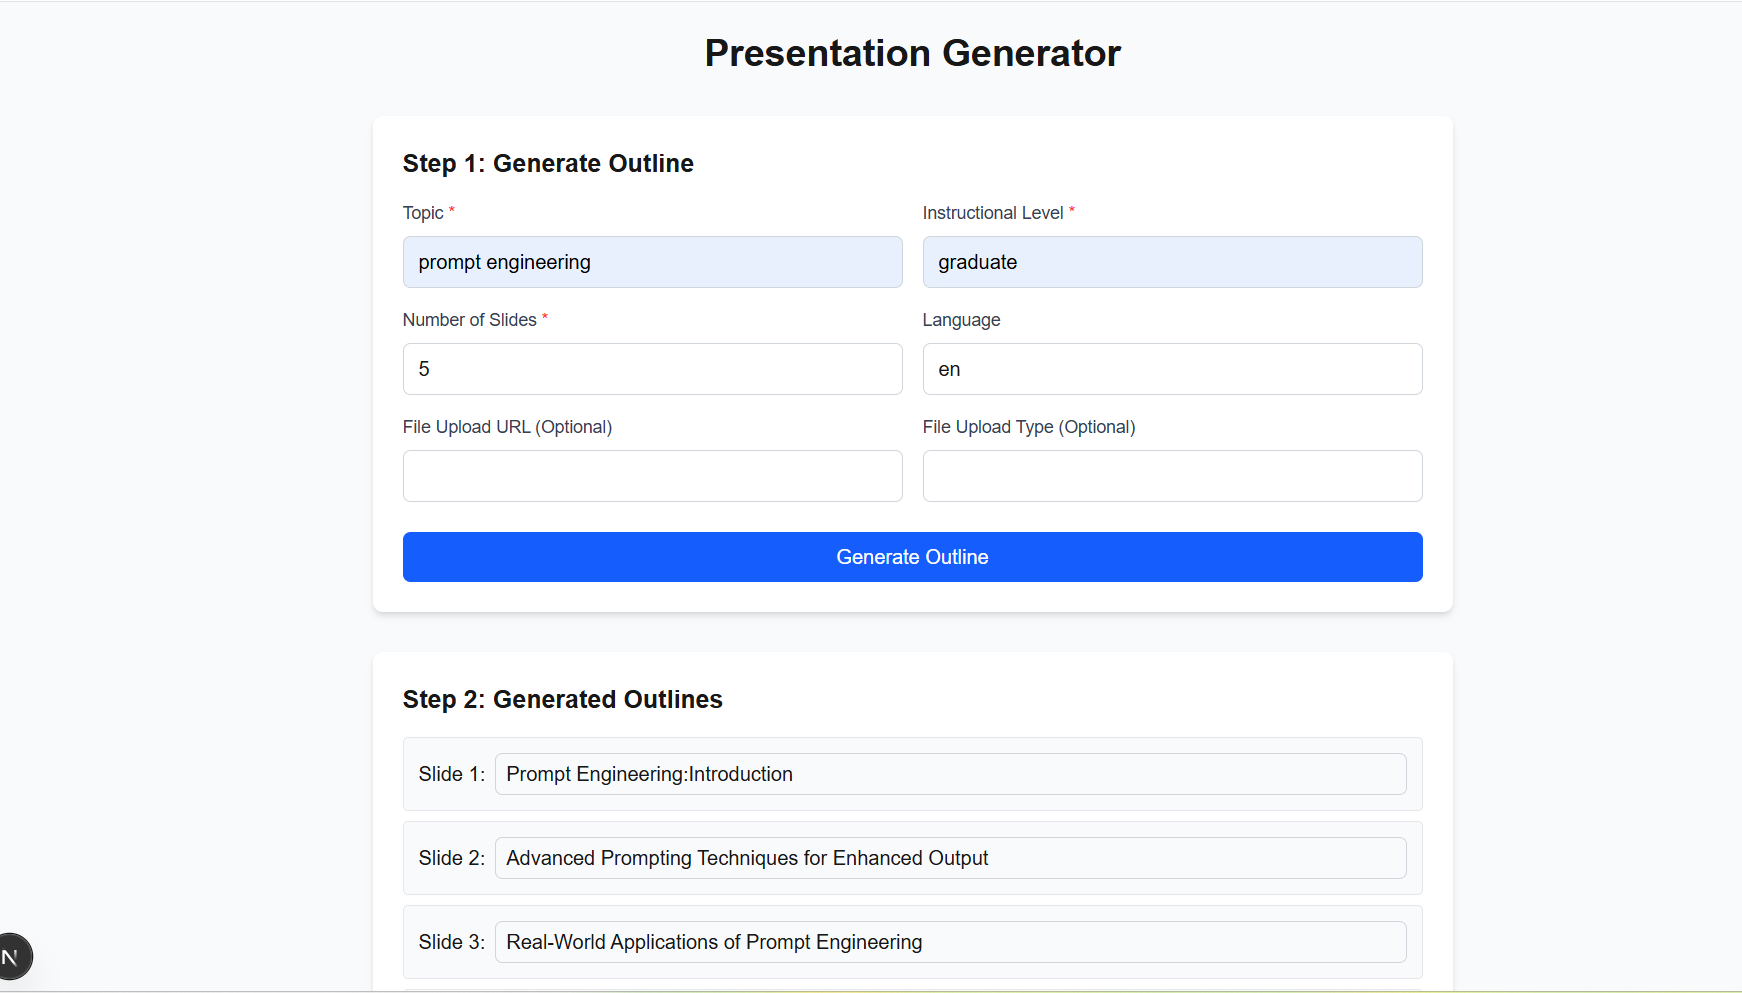 Presentation Generator
Step 1: Generate Outline
Topic *
Instructional Level *
prompt engineering
graduate
Number of Slides *
Language
5
en
File Upload URL (Optional)
File Upload Type (Optional)
Generate Outline
Step 2: Generated Outlines
Slide 1: Prompt Engineering:Introduction
Slide 2: Advanced Prompting Techniques for Enhanced Output
Slide 3: Real-World Applications of Prompt Engineering
N